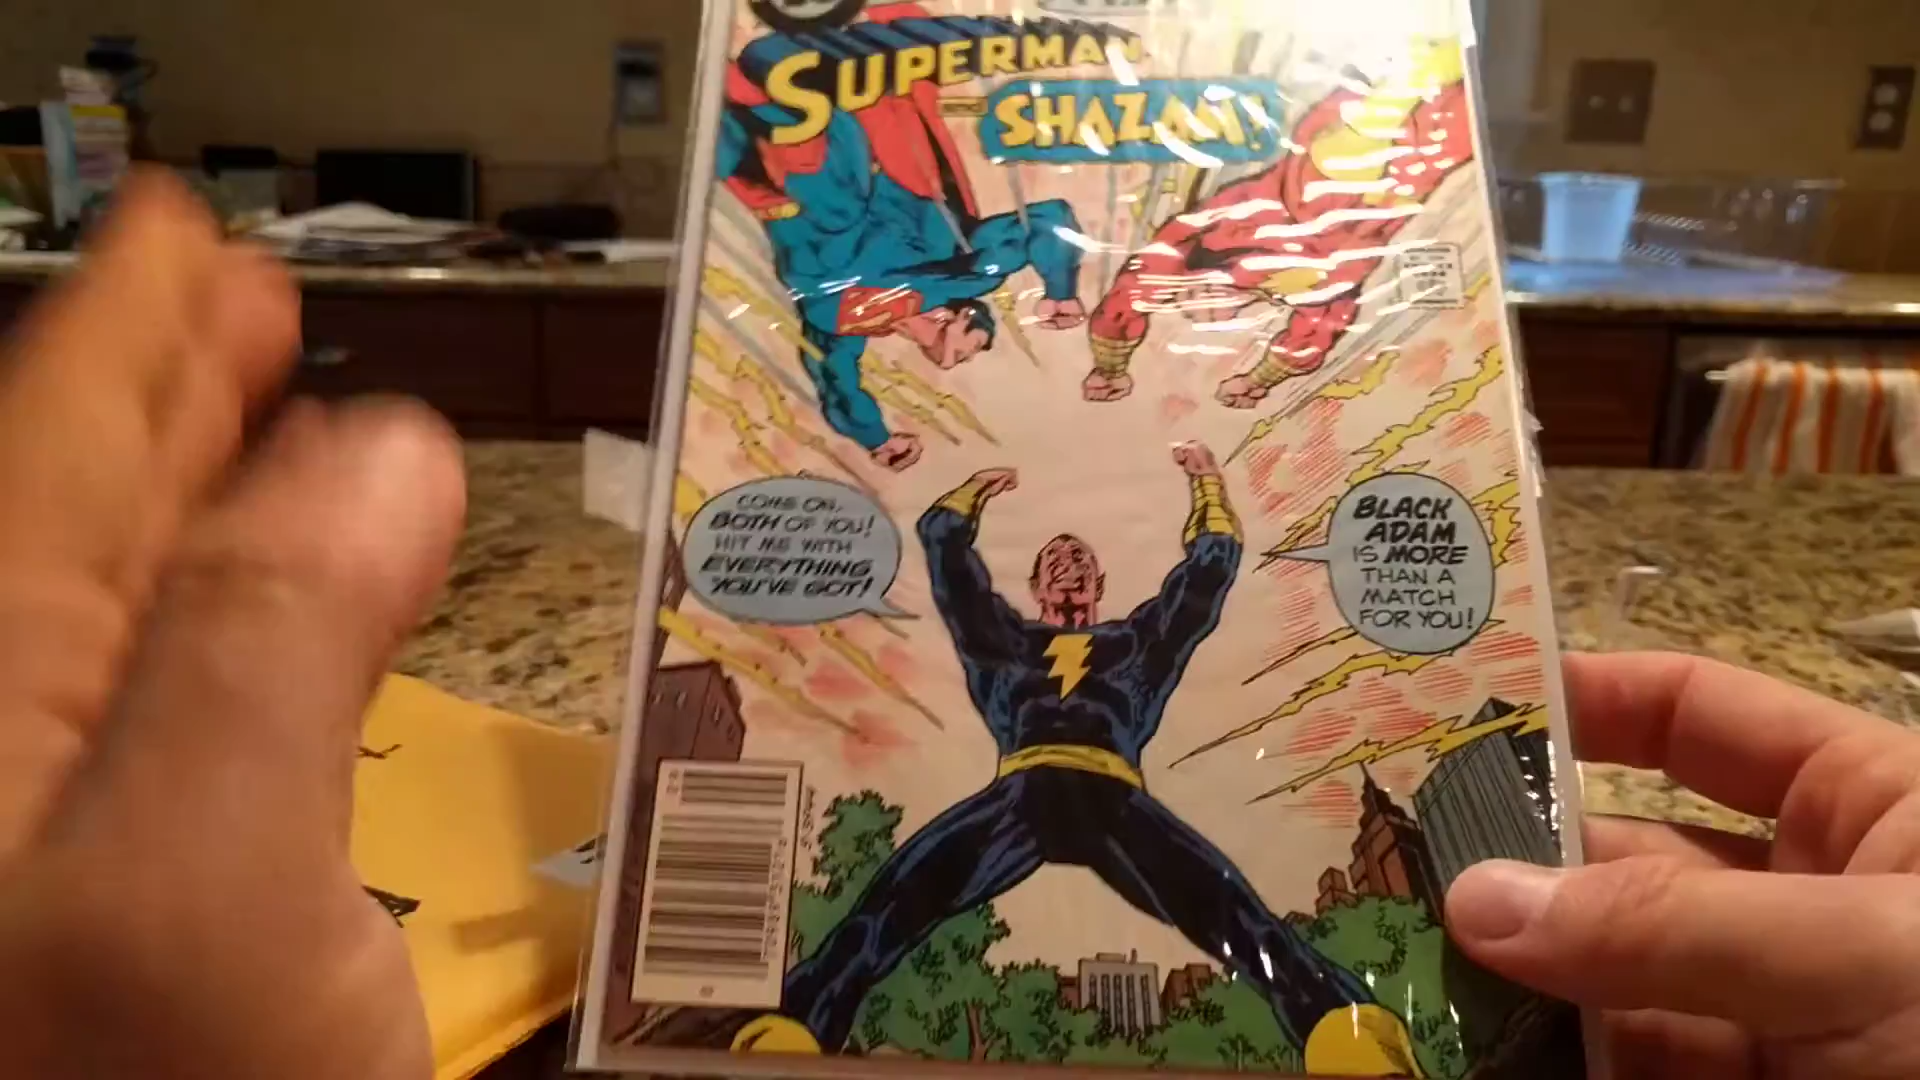 SUPERMAN
AND SHAZAM!
COME ON,
BOTH OF YOU!
HIT ME WITH
EVERYTHING
YOU'VE GOT!
BLACK
ADAM
IS MORE
THAN A
MATCH
FOR YOU!